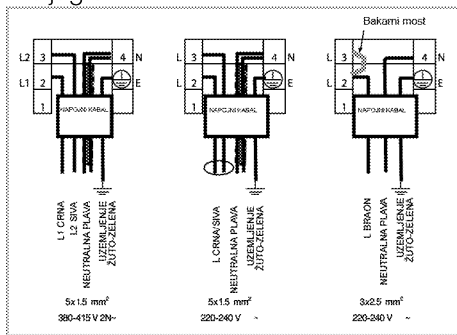 Bakarni most
L2 3 4 N
L1 2 E
1
NAPOJNI KABAL
L1 CRNA
L2 SIVA
NEUTRALNA PLAVA
UZEMLJENJE
ŽUTO-ZELENA
5x1.5 mm²
380-415 V 2N~
L 3 4 N
L 2 E
1
NAPOJNI KABAL
L CRNA/SIVA
NEUTRALNA PLAVA
UZEMLJENJE
ŽUTO-ZELENA
5x1.5 mm²
220-240 V ~
L 3 4 N
L 2 E
1
NAPOJNI KABAL
L BRAON
NEUTRALNA PLAVA
UZEMLJENJE
ŽUTO-ZELENA
3x2.5 mm²
220-240 V ~